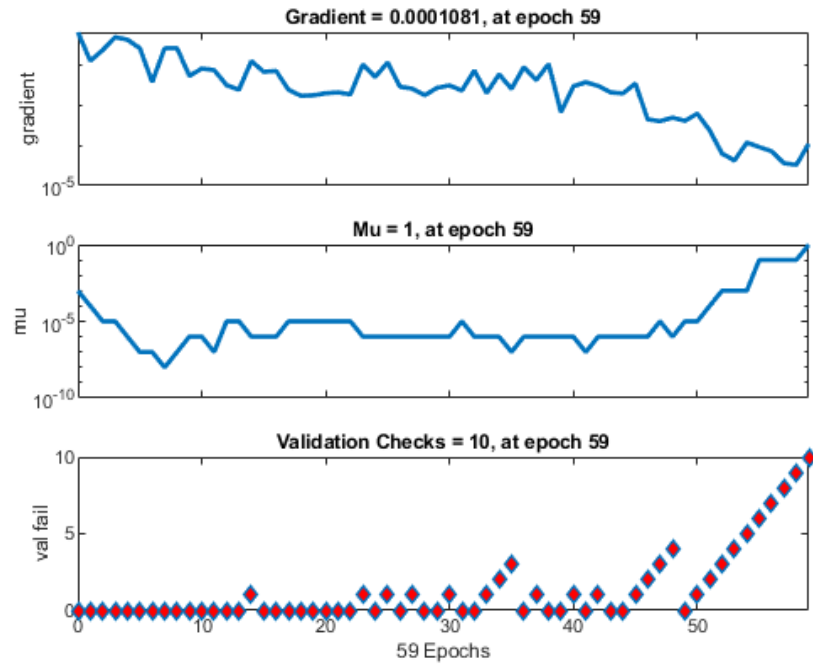 Gradient = 0.0001081, at epoch 59
gradient
10^-5
Mu = 1, at epoch 59
10^0
mu
10^-5
10^-10
Validation Checks = 10, at epoch 59
10
val fail
5
0
0 10 20 30 40 50
59 Epochs